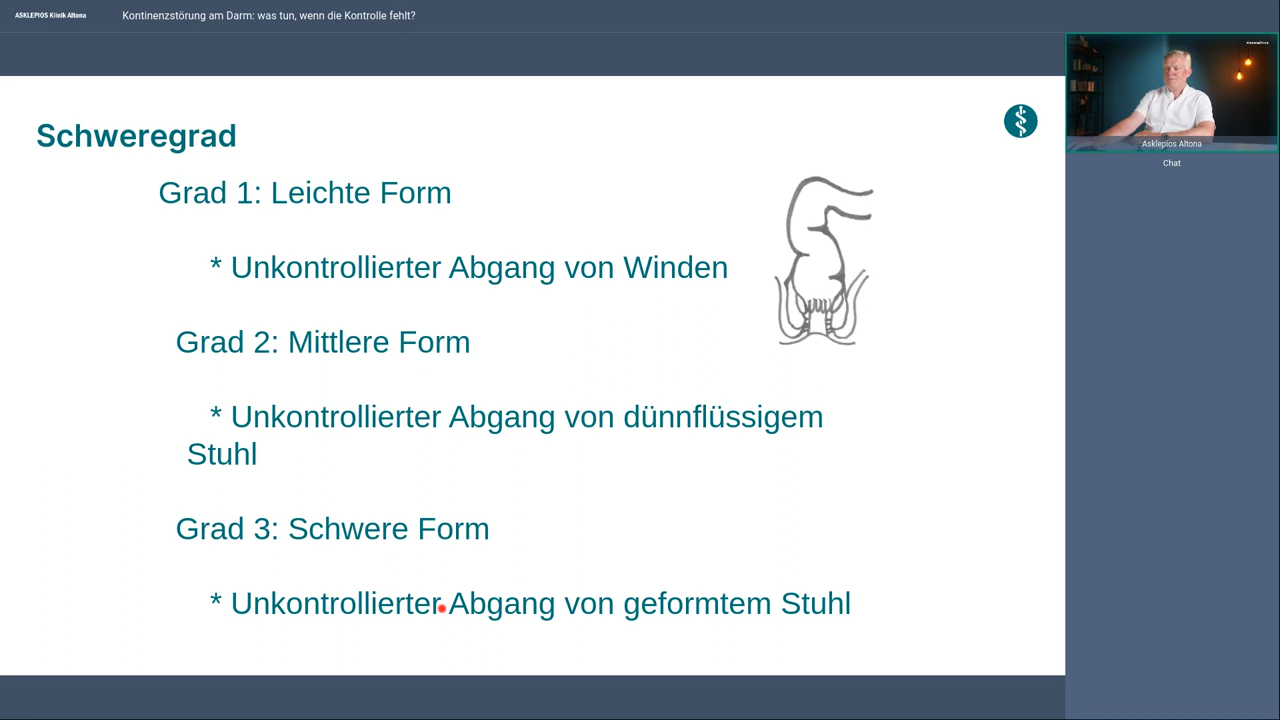 ASKLEPIOS Klinik Altona
Kontinenzstörung am Darm: was tun, wenn die Kontrolle fehlt?
Schweregrad
Grad 1: Leichte Form
* Unkontrollierter Abgang von Winden
Grad 2: Mittlere Form
* Unkontrollierter Abgang von dünnflüssigem
Stuhl
Grad 3: Schwere Form
* Unkontrollierter Abgang von geformtem Stuhl
Asklepios Altona
Chat